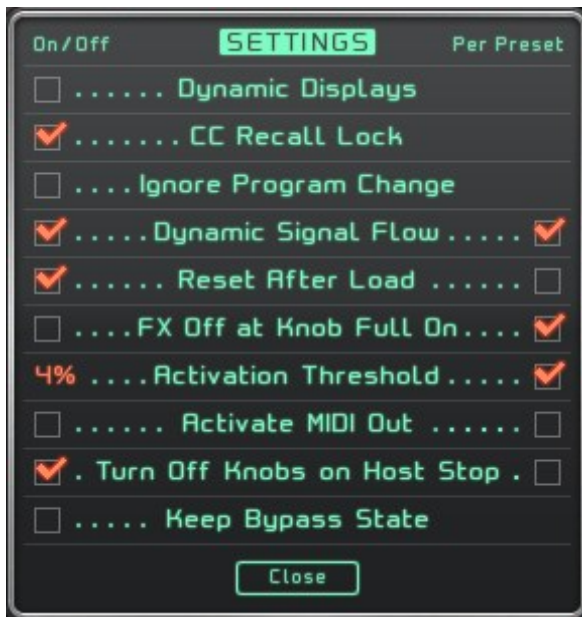 On/Off SETTINGS Per Preset
...... Dynamic Displays
....... CC Recall Lock
.... Ignore Program Change
..... Dynamic Signal Flow .....
..... Reset After Load ......
.... FX Off at Knob Full On ....
4% .... Activation Threshold .....
...... Activate MIDI Out ......
. Turn Off Knobs on Host Stop .
..... Keep Bypass State
Close